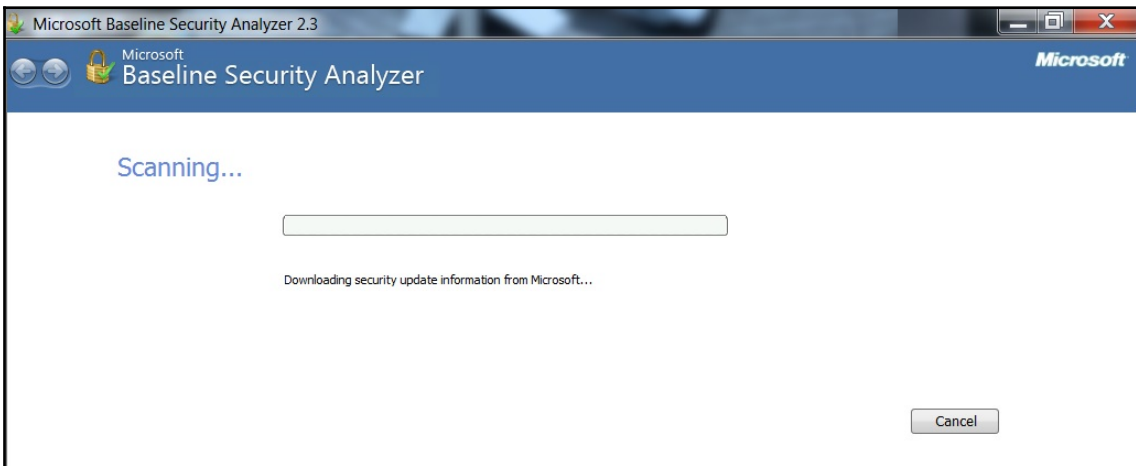 Microsoft Baseline Security Analyzer 2.3
Microsoft
Baseline Security Analyzer
Microsoft
Scanning...
Downloading security update information from Microsoft...
Cancel